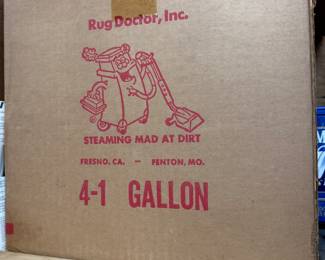 Rug Doctor, Inc.
STEAMING MAD AT DIRT
FRESNO, CA. — FENTON, MO.
4-1 GALLON